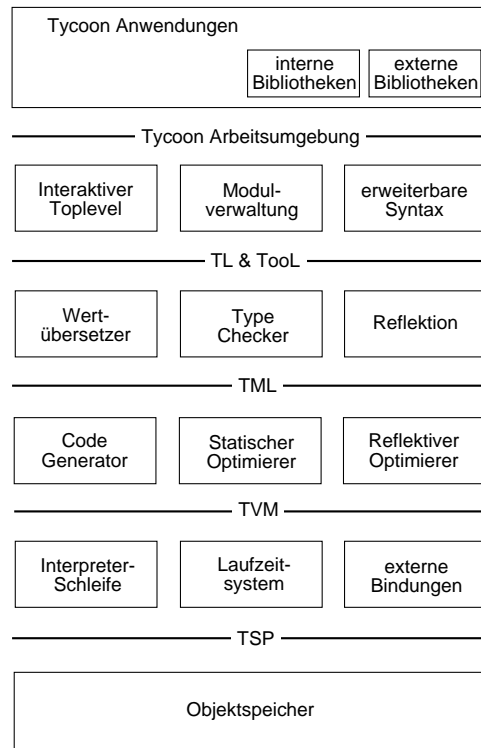 Tycoon Anwendungen
interne
Bibliotheken
externe
Bibliotheken
Tycoon Arbeitsumgebung
Interaktiver
Toplevel
Modul-
verwaltung
erweiterbare
Syntax
TL & TooL
Wert-
übersetzer
Type
Checker
Reflektion
TML
Code
Generator
Statischer
Optimierer
Reflektiver
Optimierer
TVM
Interpreter-
Schleife
Laufzeit-
system
externe
Bindungen
TSP
Objektspeicher